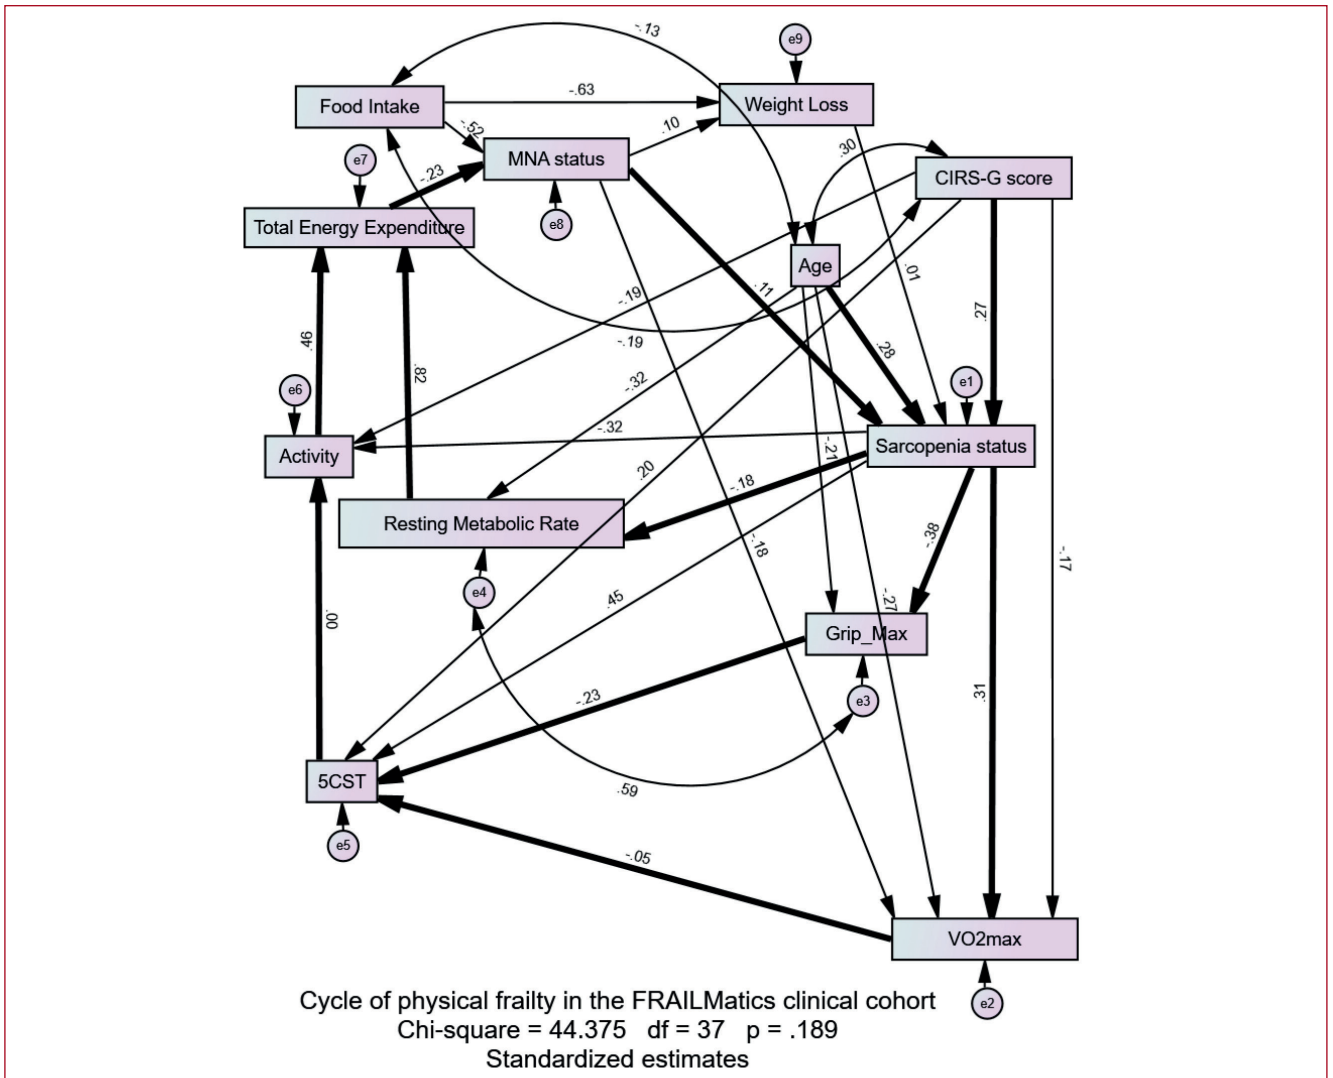 -.13
e9
Food Intake
-.63
Weight Loss
-.52
.10
.30
e7
MNA status
CIRS-G score
-.23
e8
Total Energy Expenditure
Age
.01
-.19
.11
.27
.46
-.19
.28
.82
-.32
e6
e1
-.32
Activity
Sarcopenia status
-.21
.20
-.18
Resting Metabolic Rate
-.38
-.18
-.17
e4
.45
-.27
.00
Grip_Max
-.23
.31
e3
5CST
.59
e5
-.05
VO2max
e2
Cycle of physical frailty in the FRAILMatics clinical cohort
Chi-square = 44.375 df = 37 p = .189
Standardized estimates